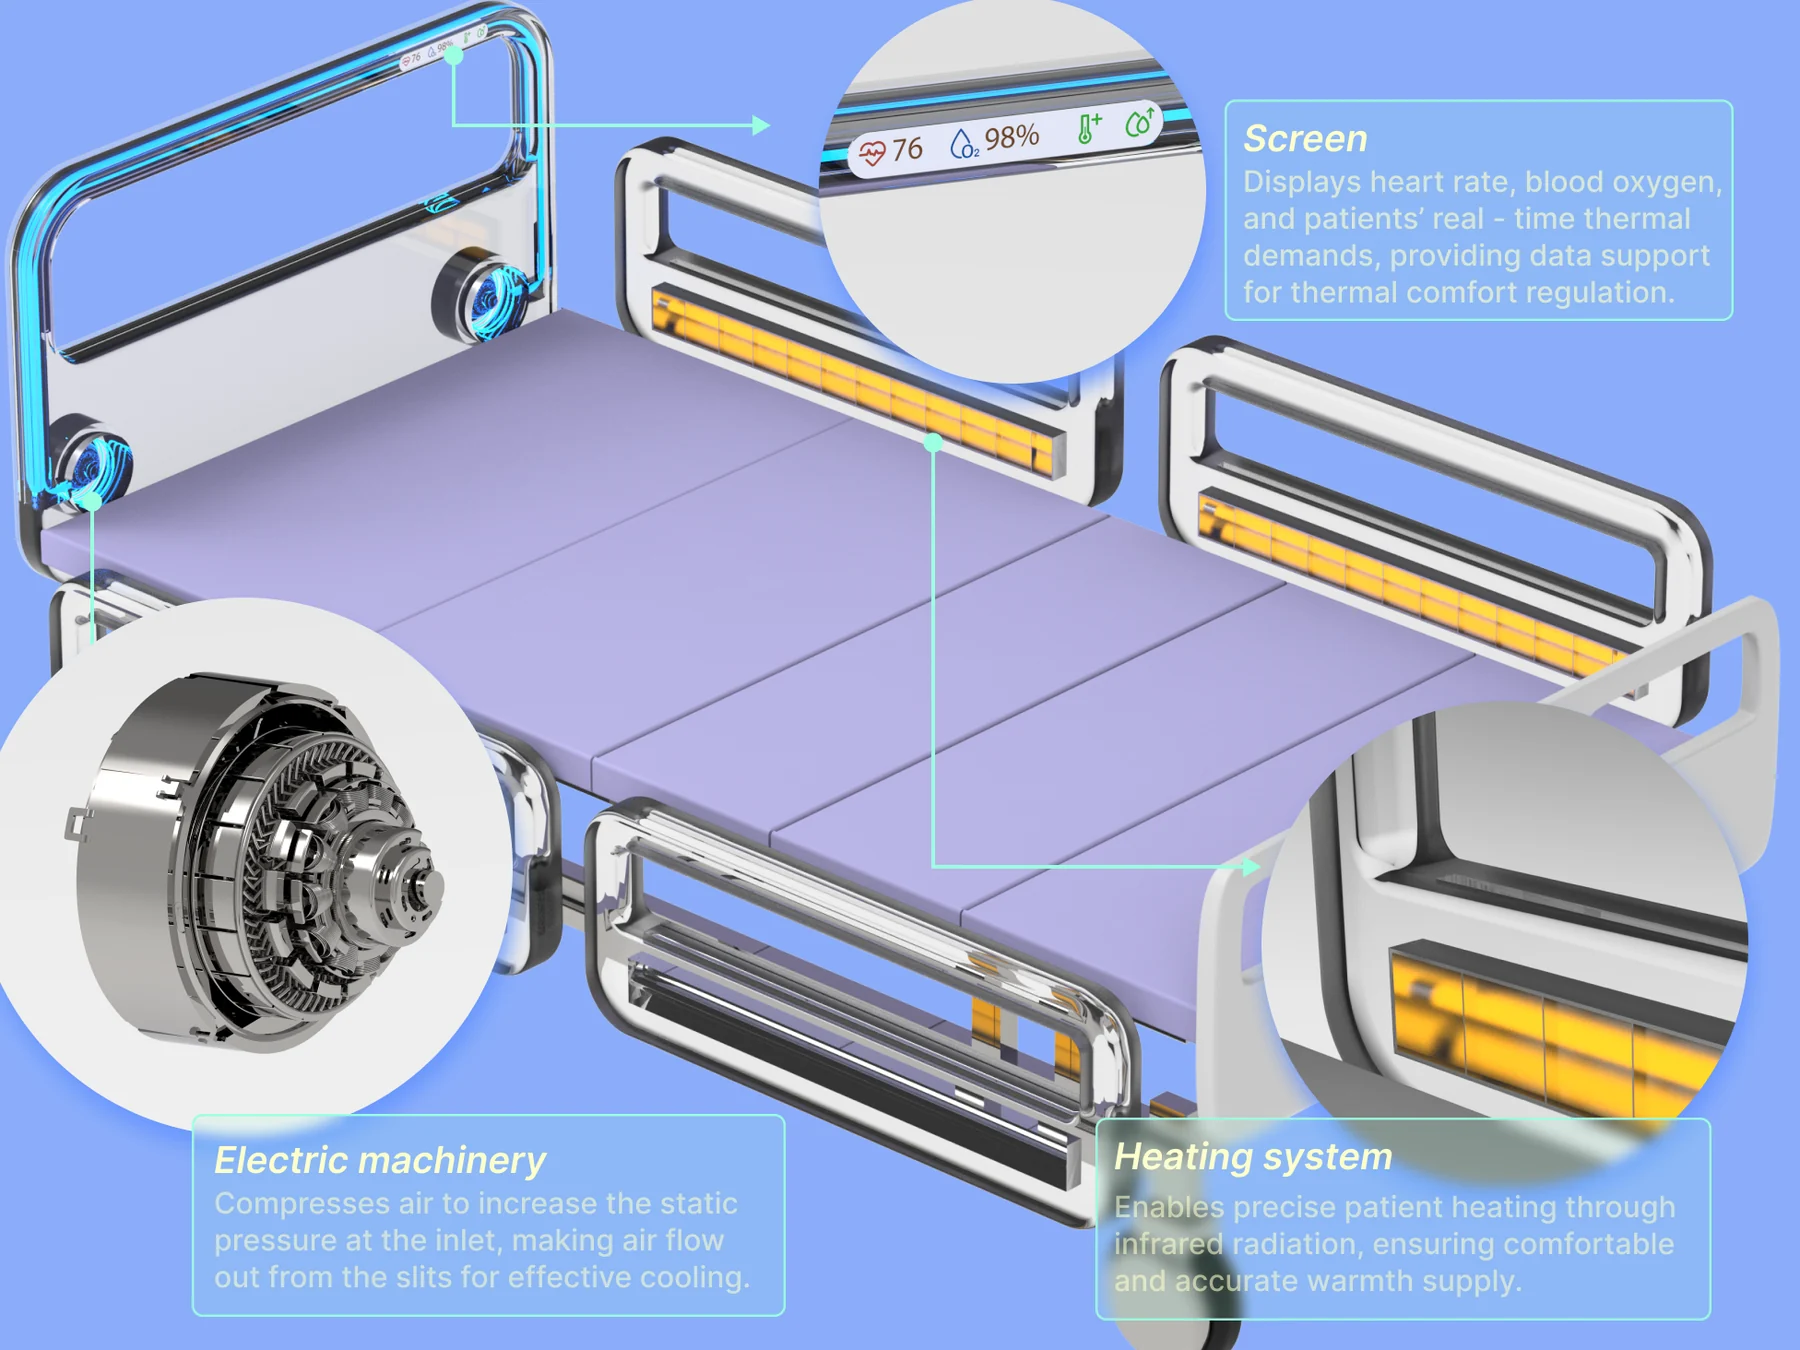 76 98%
76 O₂ 98%
Screen
Displays heart rate, blood oxygen,
and patients’ real - time thermal
demands, providing data support
for thermal comfort regulation.
Electric machinery
Compresses air to increase the static
pressure at the inlet, making air flow
out from the slits for effective cooling.
Heating system
Enables precise patient heating through
infrared radiation, ensuring comfortable
and accurate warmth supply.